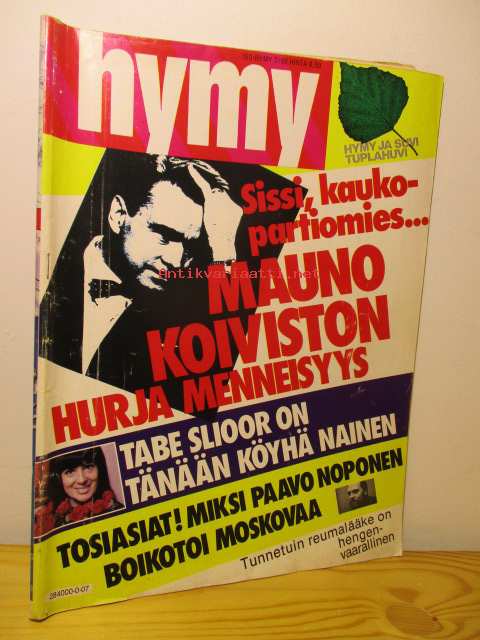 hymy
HYMY JA SUVI
TUPLAHUVI
Sissi, kauko-
partiomies...
MAUNO
KOIVISTON
HURJA MENNEISYYS
Antikvariaatti.net
TABE SLIOOR ON
TÄNÄÄN KÖYHÄ NAINEN
TOSIASIAT! MIKSI PAAVO NOPONEN
BOIKOTOI MOSKOVAA
Tunnetuin reumalääke on
hengen-
vaarallinen
284000-0-07